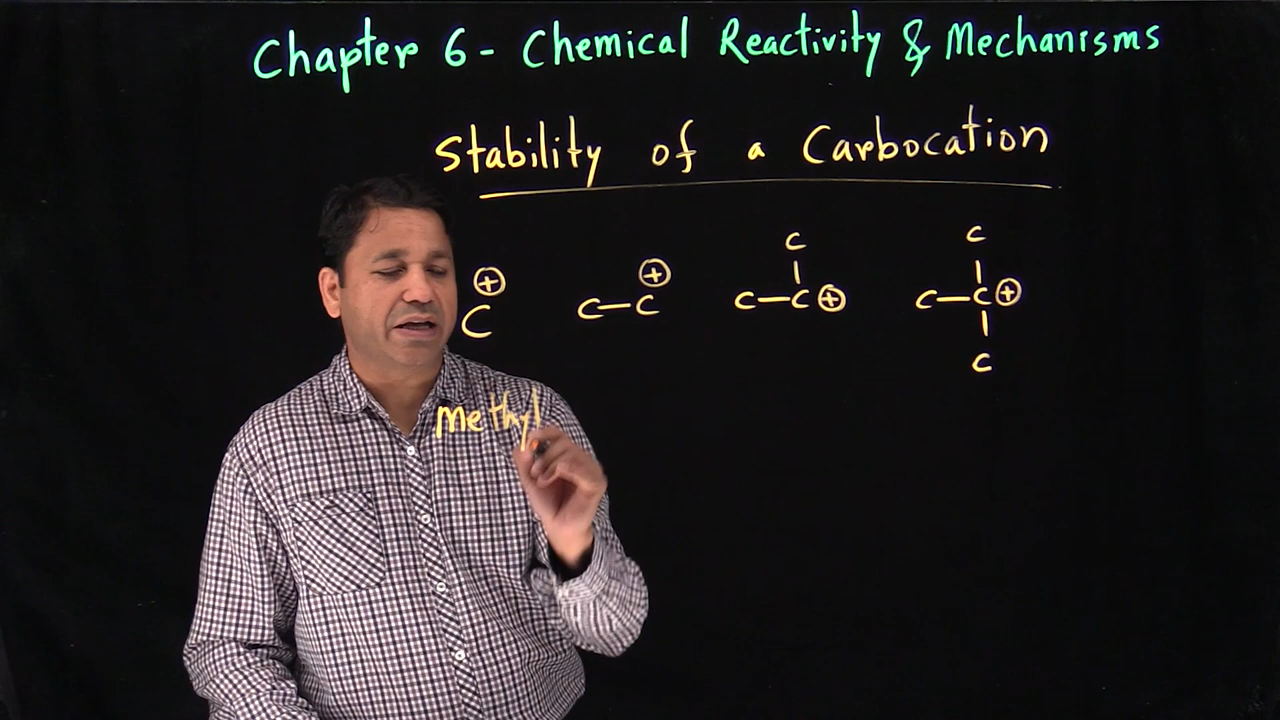 Chapter 6 - Chemical Reactivity & Mechanisms
Stability of a Carbocation
C C
⊕ ⊕
C C–C C–C⊕ C–C⊕
C
Methyl